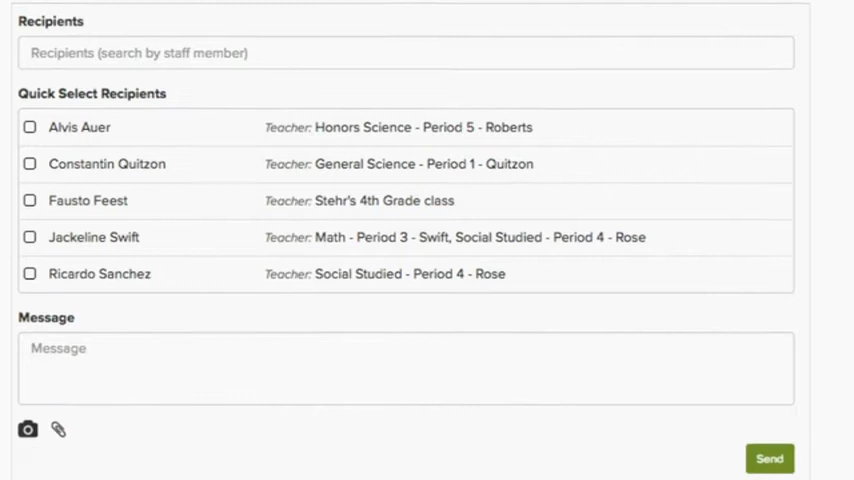 Recipients
Recipients (search by staff member)
Quick Select Recipients
Alvis Auer Teacher: Honors Science - Period 5 - Roberts
Constantin Quitzon Teacher: General Science - Period 1 - Quitzon
Fausto Feest Teacher: Stehr's 4th Grade class
Jackeline Swift Teacher: Math - Period 3 - Swift, Social Studied - Period 4 - Rose
Ricardo Sanchez Teacher: Social Studied - Period 4 - Rose
Message
Message
Send